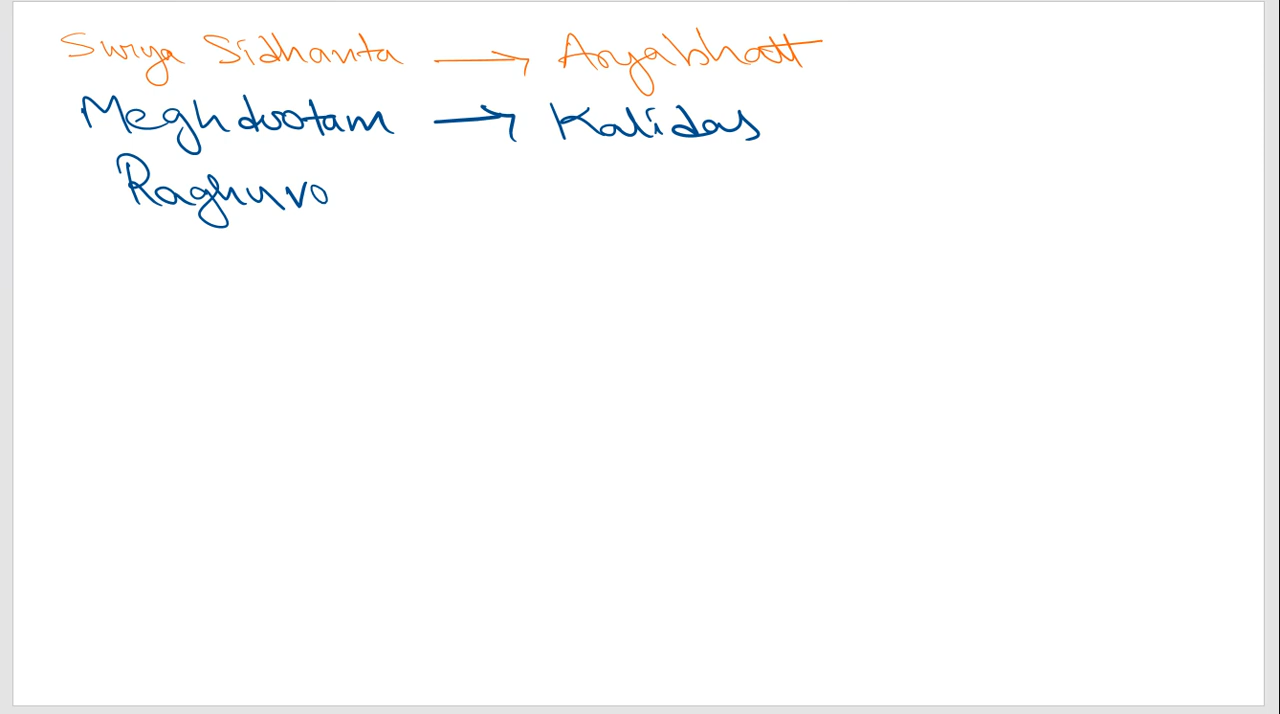 Surya Sidhanta → Aryabhatt
Meghdootam → Kalidas
Raghuvo